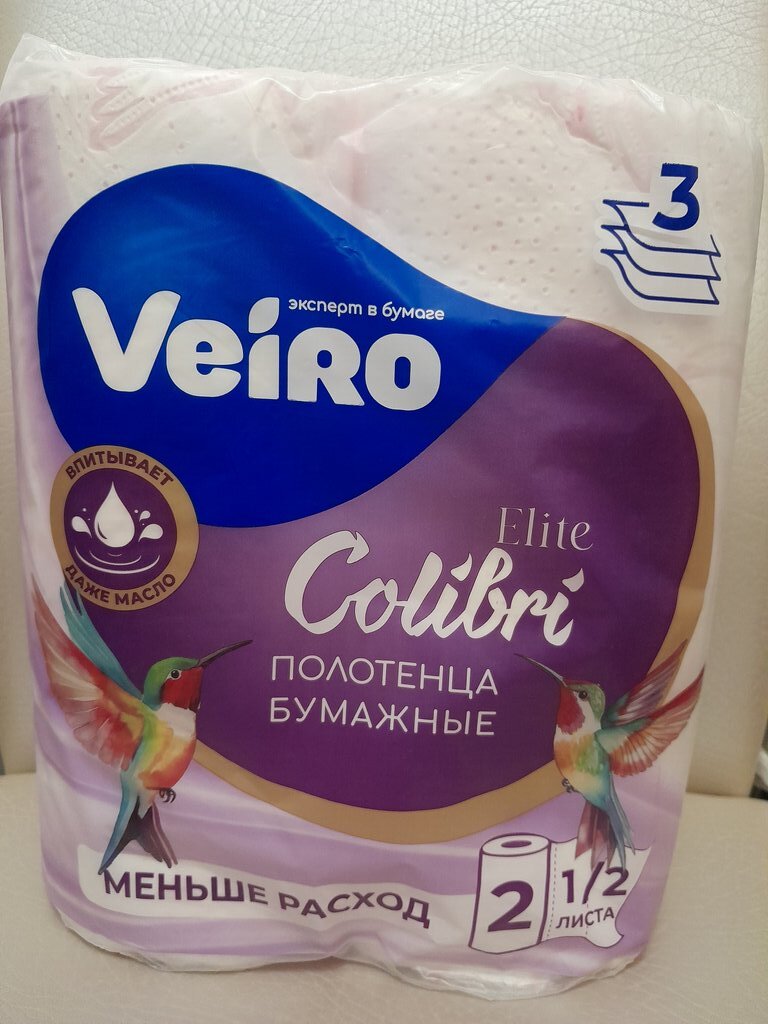 3
эксперт в бумаге
Veiro
ВПИТЫВАЕТ
ДАЖЕ МАСЛО
Elite
Colibri
ПОЛОТЕНЦА
БУМАЖНЫЕ
МЕНЬШЕ РАСХОД
2
1/2
ЛИСТА